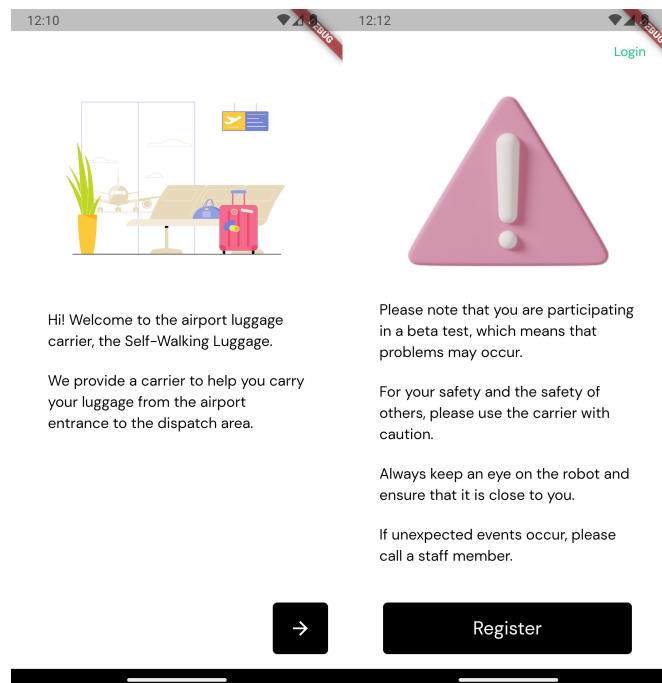 12:10
DEBUG
Hi! Welcome to the airport luggage
carrier, the Self-Walking Luggage.
We provide a carrier to help you carry
your luggage from the airport
entrance to the dispatch area.
12:12
DEBUG
Login
Please note that you are participating
in a beta test, which means that
problems may occur.
For your safety and the safety of
others, please use the carrier with
caution.
Always keep an eye on the robot and
ensure that it is close to you.
If unexpected events occur, please
call a staff member.
Register